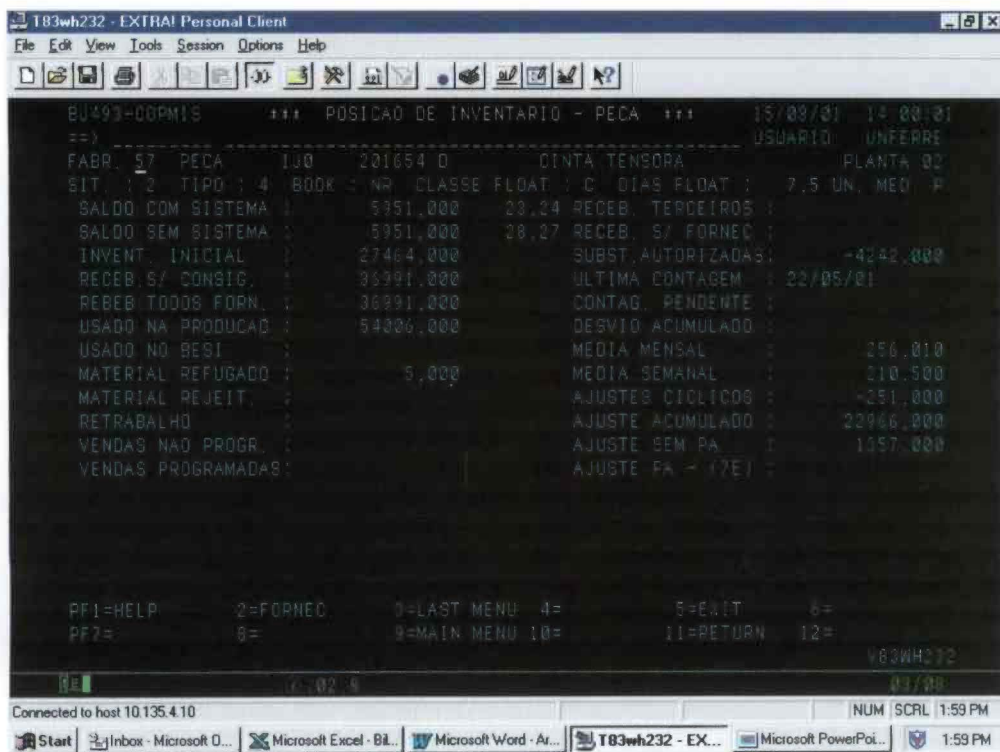 T83wh232 - EXTRA! Personal Client
File Edit View Tools Session Options Help
*** POSICAO DE INVENTARIO - PECA ***
==)
USUARIO UNFERRE
FABR. 57 PECA 1J0 201654 D CINTA TENSORA PLANTA 02
SIT. : 2 TIPO : 4 BOOK : NR CLASSE FLOAT : C DIAS FLOAT : 7,5 UN. MED P.
SALDO COM SISTEMA : 5951,000 23,24 RECEB. TERCEIROS :
SALDO SEM SISTEMA : 5951,000 28,27 RECEB. S/ FORNEC :
INVENT. INICIAL : 27464,000 SUBST.AUTORIZADAS: -4242,000
RECEB.S/ CONSIG. : 36991,000 ULTIMA CONTAGEM : 22/05/01
REBEB TODOS FORN. : 36991,000 CONTAG. PENDENTE :
USADO NA PRODUCAO : 54006,000 DESVIO ACUMULADO :
USADO NO BESI : MEDIA MENSAL : 256,010
MATERIAL REFUGADO : 5,000 MEDIA SEMANAL : 210,500
MATERIAL REJEIT. : AJUSTES CICLICOS : -251,000
RETRABALHO : AJUSTE ACUMULADO : 22966,000
VENDAS NAO PROGR. : AJUSTE SEM PA : 1357,000
VENDAS PROGRAMADAS: AJUSTE PA - (7E) -
PF1=HELP 2=FORNEC. 3=LAST MENU 4= 5=EXIT 6=
PF7= 8= 9=MAIN MENU 10= 11=RETURN 12=
V83WH232
03/08
Connected to host 10.135.4.10 NUM SCRL 1:59 PM
Start Inbox - Microsoft O... Microsoft Excel - Bil... Microsoft Word - Ar... T83wh232 - EX... Microsoft PowerPoi... 1:59 PM